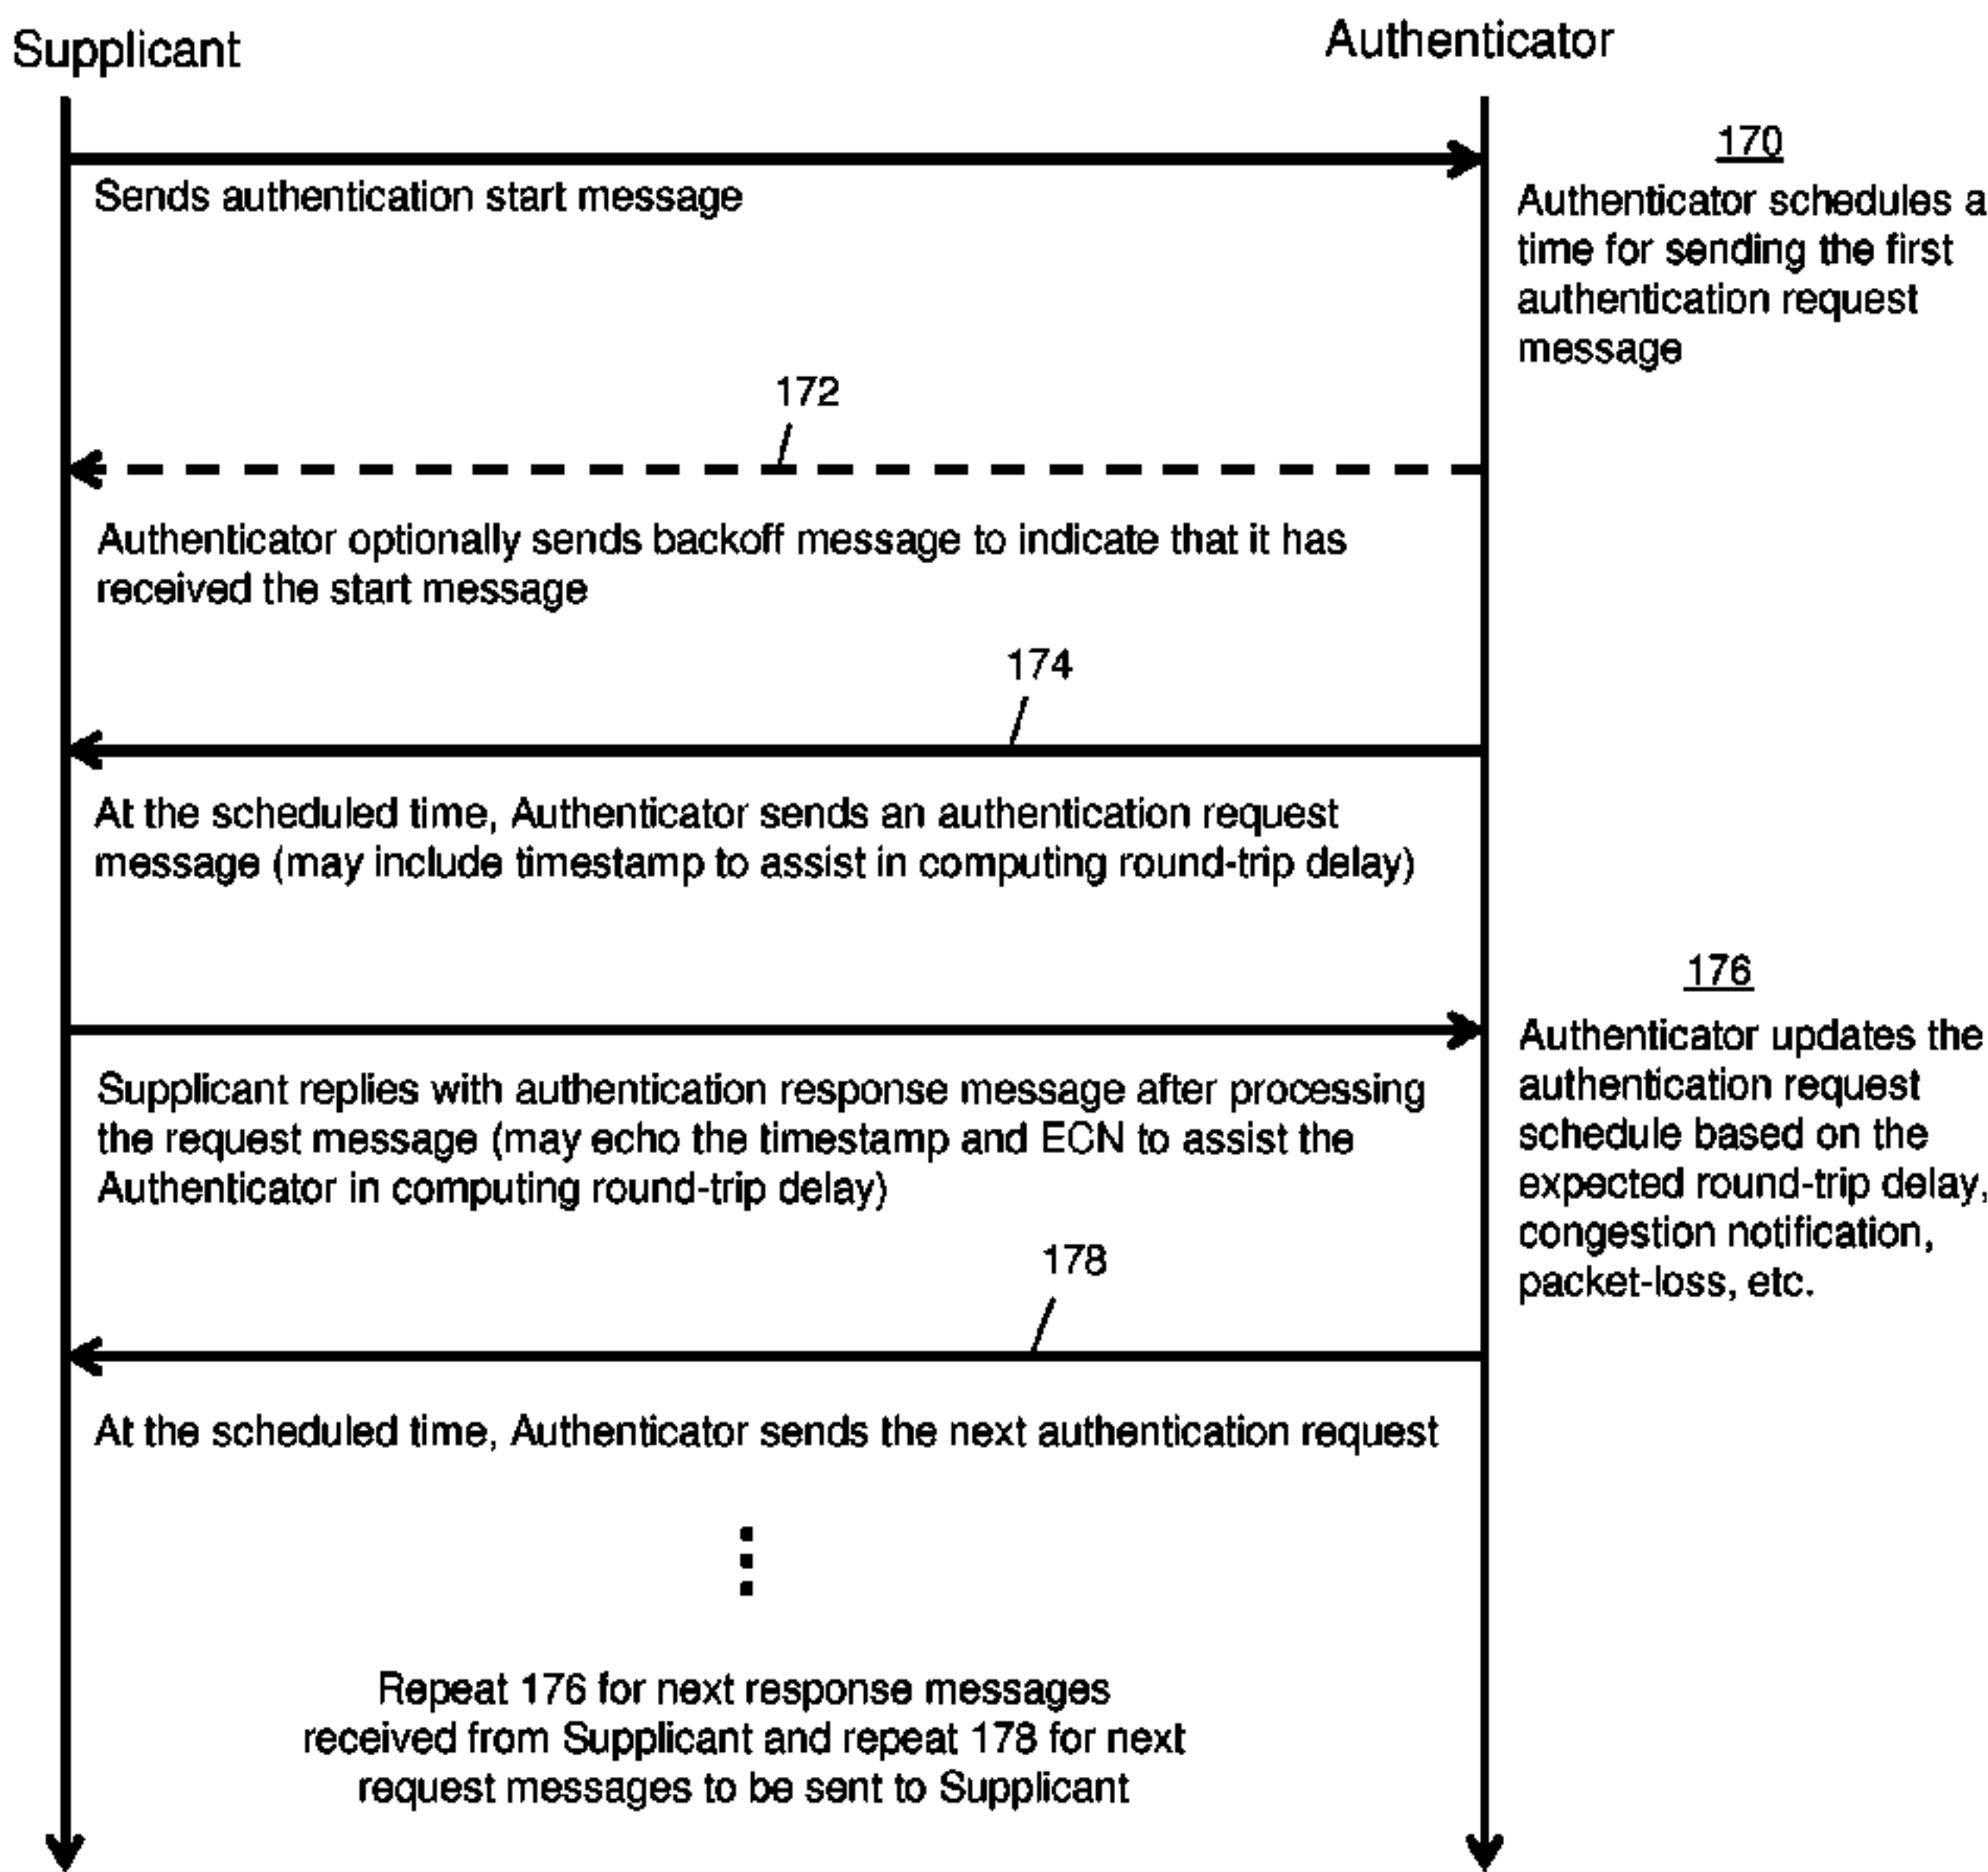 Supplicant
Authenticator
170
Sends authentication start message
Authenticator schedules a
time for sending the first
authentication request
message
172
Authenticator optionally sends backoff message to indicate that it has
received the start message
174
At the scheduled time, Authenticator sends an authentication request
message (may include timestamp to assist in computing round-trip delay)
176
Authenticator updates the
authentication request
schedule based on the
expected round-trip delay,
congestion notification,
packet-loss, etc.
Supplicant replies with authentication response message after processing
the request message (may echo the timestamp and ECN to assist the
Authenticator in computing round-trip delay)
178
At the scheduled time, Authenticator sends the next authentication request
Repeat 176 for next response messages
received from Supplicant and repeat 178 for next
request messages to be sent to Supplicant